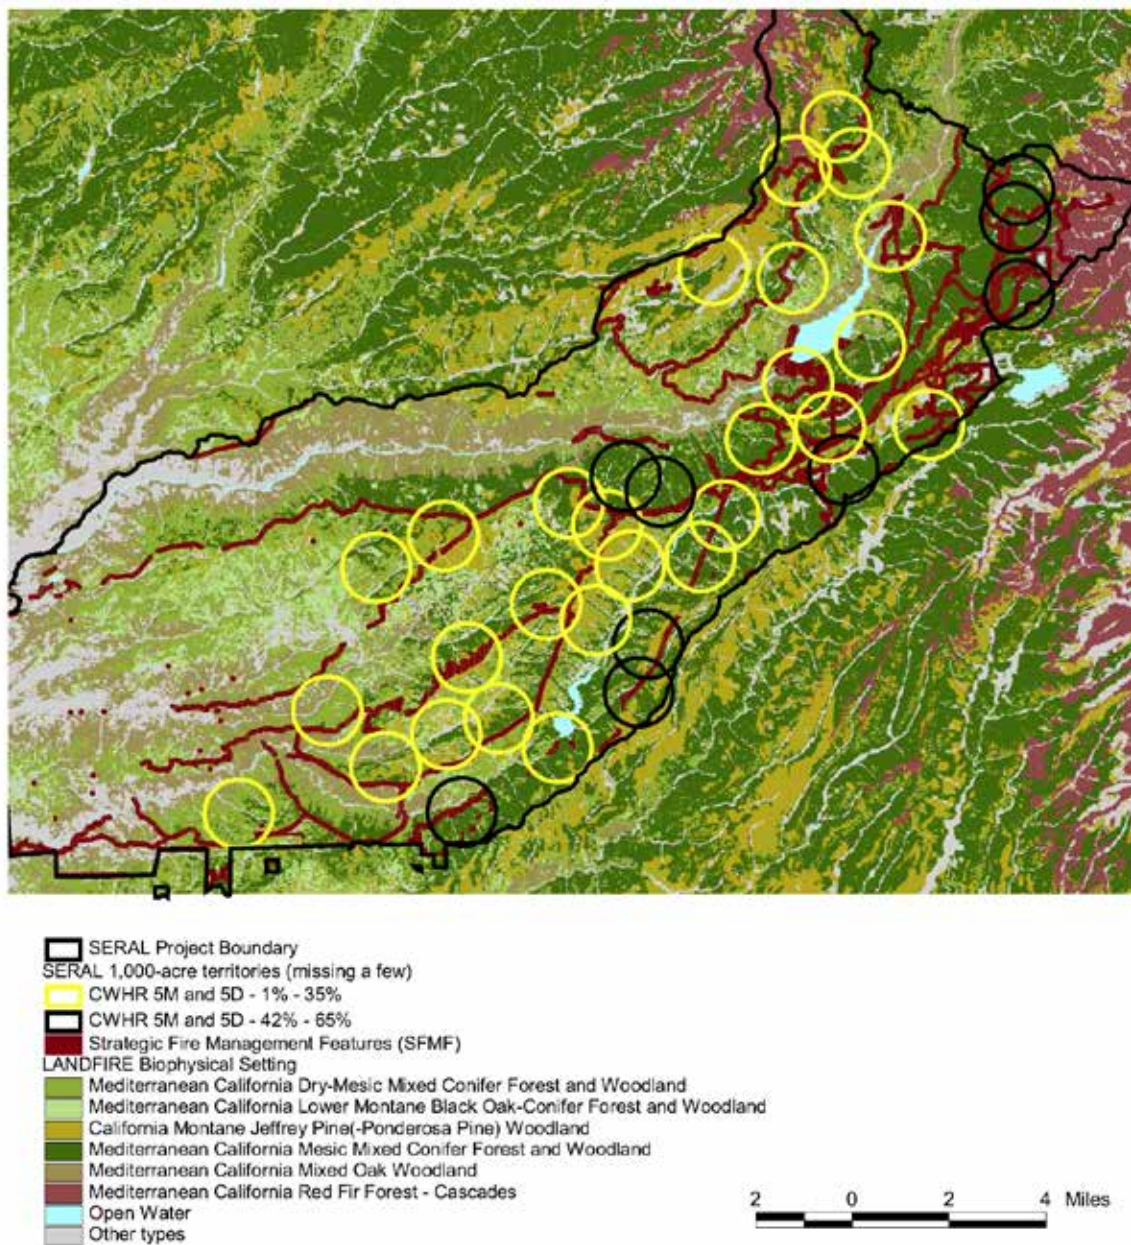 SERAL Project Boundary
SERAL 1,000-acre territories (missing a few)
CWHR 5M and 5D - 1% - 35%
CWHR 5M and 5D - 42% - 65%
Strategic Fire Management Features (SFMF)
LANDFIRE Biophysical Setting
Mediterranean California Dry-Mesic Mixed Conifer Forest and Woodland
Mediterranean California Lower Montane Black Oak-Conifer Forest and Woodland
California Montane Jeffrey Pine(-Ponderosa Pine) Woodland
Mediterranean California Mesic Mixed Conifer Forest and Woodland
Mediterranean California Mixed Oak Woodland
Mediterranean California Red Fir Forest - Cascades
Open Water
Other types
2 0 2 4 Miles